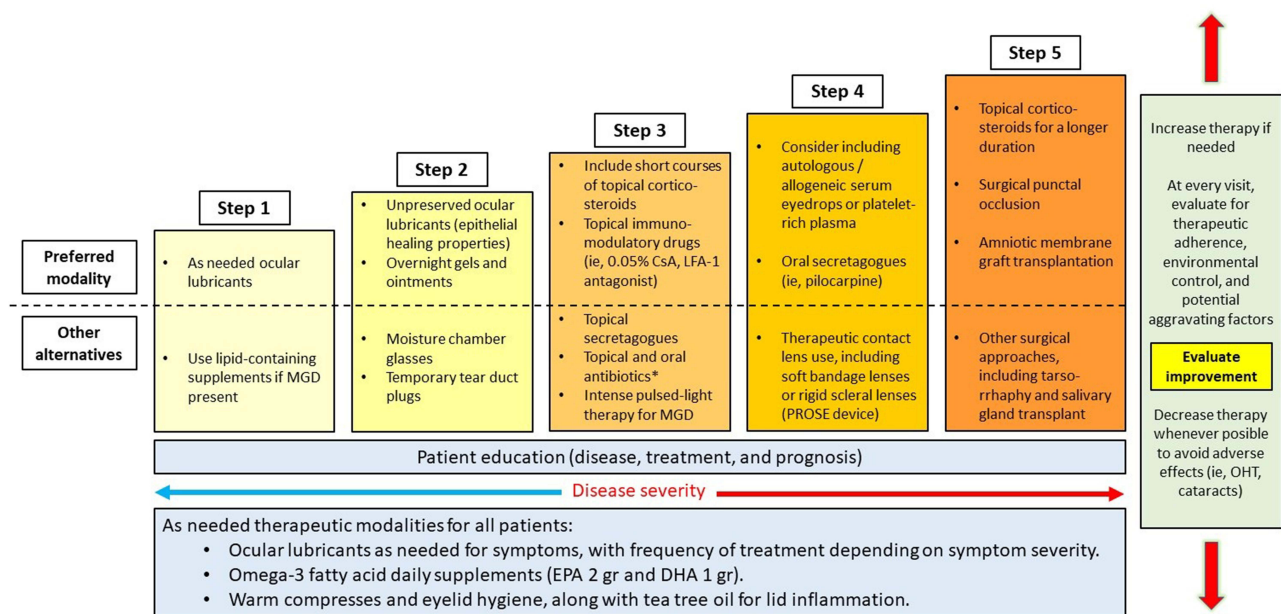 Step 1
Step 2
Step 3
Step 4
Step 5
Preferred
modality
Other
alternatives
• As needed ocular
lubricants
• Use lipid-containing
supplements if MGD
present
• Unpreserved ocular
lubricants (epithelial
healing properties)
• Overnight gels and
ointments
• Moisture chamber
glasses
• Temporary tear duct
plugs
• Include short courses
of topical cortico-
steroids
• Topical immuno-
modulatory drugs
(ie, 0.05% CsA, LFA-1
antagonist)
• Topical
secretagogues
• Topical and oral
antibiotics*
• Intense pulsed-light
therapy for MGD
• Consider including
autologous /
allogeneic serum
eyedrops or platelet-
rich plasma
• Oral secretagogues
(ie, pilocarpine)
• Therapeutic contact
lens use, including
soft bandage lenses
or rigid scleral lenses
(PROSE device)
• Topical cortico-
steroids for a longer
duration
• Surgical punctal
occlusion
• Amniotic membrane
graft transplantation
• Other surgical
approaches,
including tarso-
rrhaphy and salivary
gland transplant
Increase therapy if
needed
At every visit,
evaluate for
therapeutic
adherence,
environmental
control, and
potential
aggravating factors
Evaluate
improvement
Decrease therapy
whenever posible
to avoid adverse
effects (ie, OHT,
cataracts)
Patient education (disease, treatment, and prognosis)
Disease severity
As needed therapeutic modalities for all patients:
• Ocular lubricants as needed for symptoms, with frequency of treatment depending on symptom severity.
• Omega-3 fatty acid daily supplements (EPA 2 gr and DHA 1 gr).
• Warm compresses and eyelid hygiene, along with tea tree oil for lid inflammation.